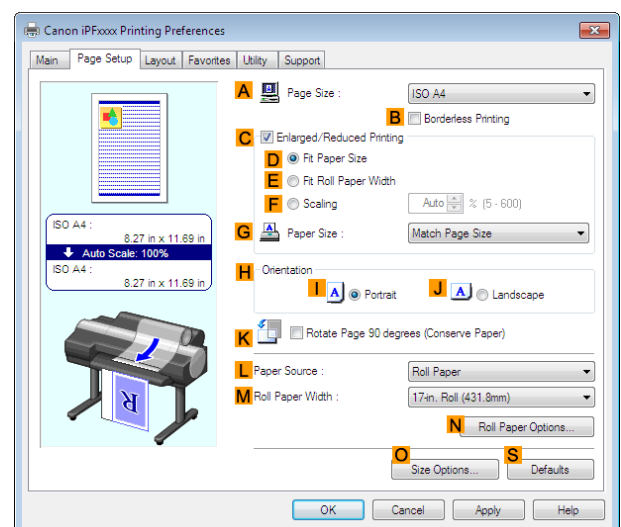 Canon iPFxxxx Printing Preferences
Main Page Setup Layout Favorites Utility Support
A Page Size : ISO A4
B Borderless Printing
C Enlarged/Reduced Printing
D Fit Paper Size
E Fit Roll Paper Width
F Scaling Auto % (5 - 600)
ISO A4 :
8.27 in x 11.69 in
Auto Scale: 100%
ISO A4 :
8.27 in x 11.69 in
G Paper Size : Match Page Size
H Orientation
I A Portrait J A Landscape
K Rotate Page 90 degrees (Conserve Paper)
R
L Paper Source : Roll Paper
M Roll Paper Width : 17-in. Roll (431.8mm)
N Roll Paper Options...
O Size Options... S Defaults
OK Cancel Apply Help